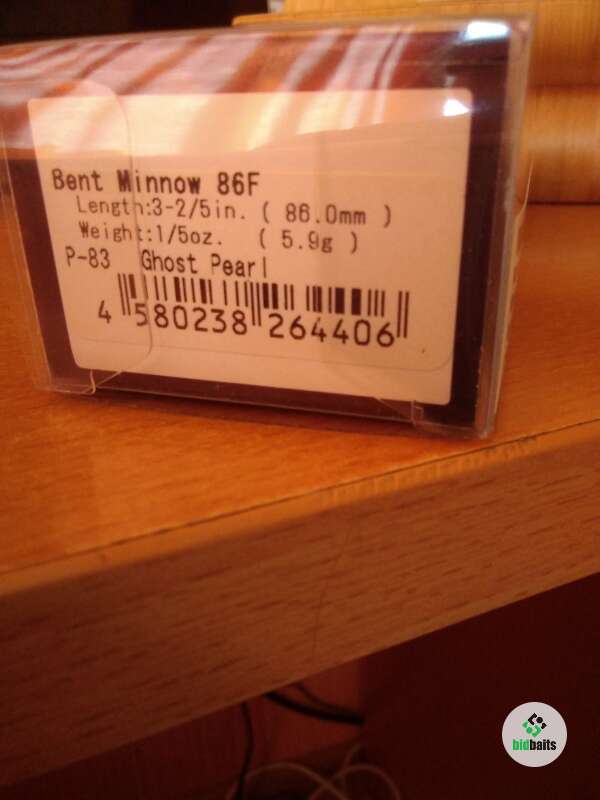 Bent Minnow 86F
Length:3-2/5in. ( 86.0mm )
Weight:1/5oz. ( 5.9g )
P-83 Ghost Pearl
4 580238 264406
bidbaits